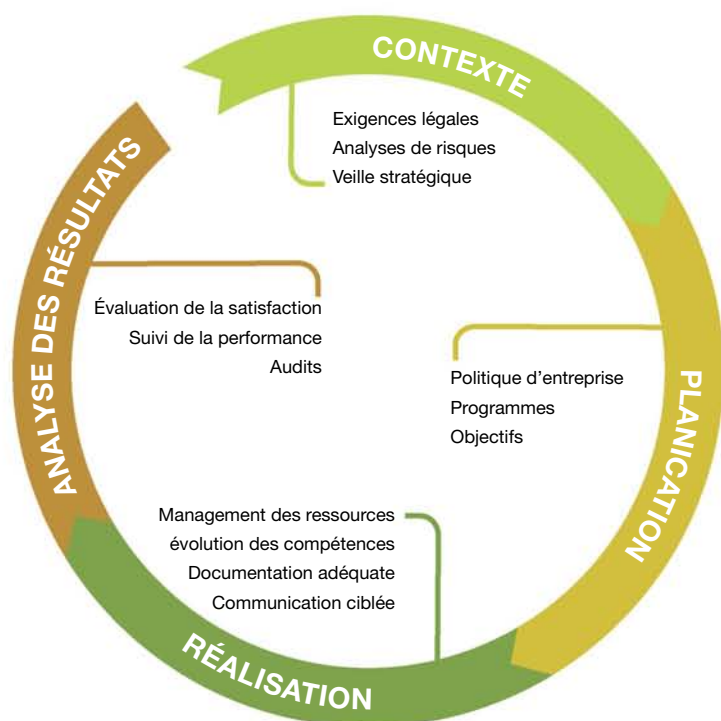 CONTEXTE
Exigences légales
Analyses de risques
Veille stratégique
PLANICATION
Politique d’entreprise
Programmes
Objectifs
RÉALISATION
Management des ressources
évolution des compétences
Documentation adéquate
Communication ciblée
ANALYSE DES RÉSULTATS
Évaluation de la satisfaction
Suivi de la performance
Audits